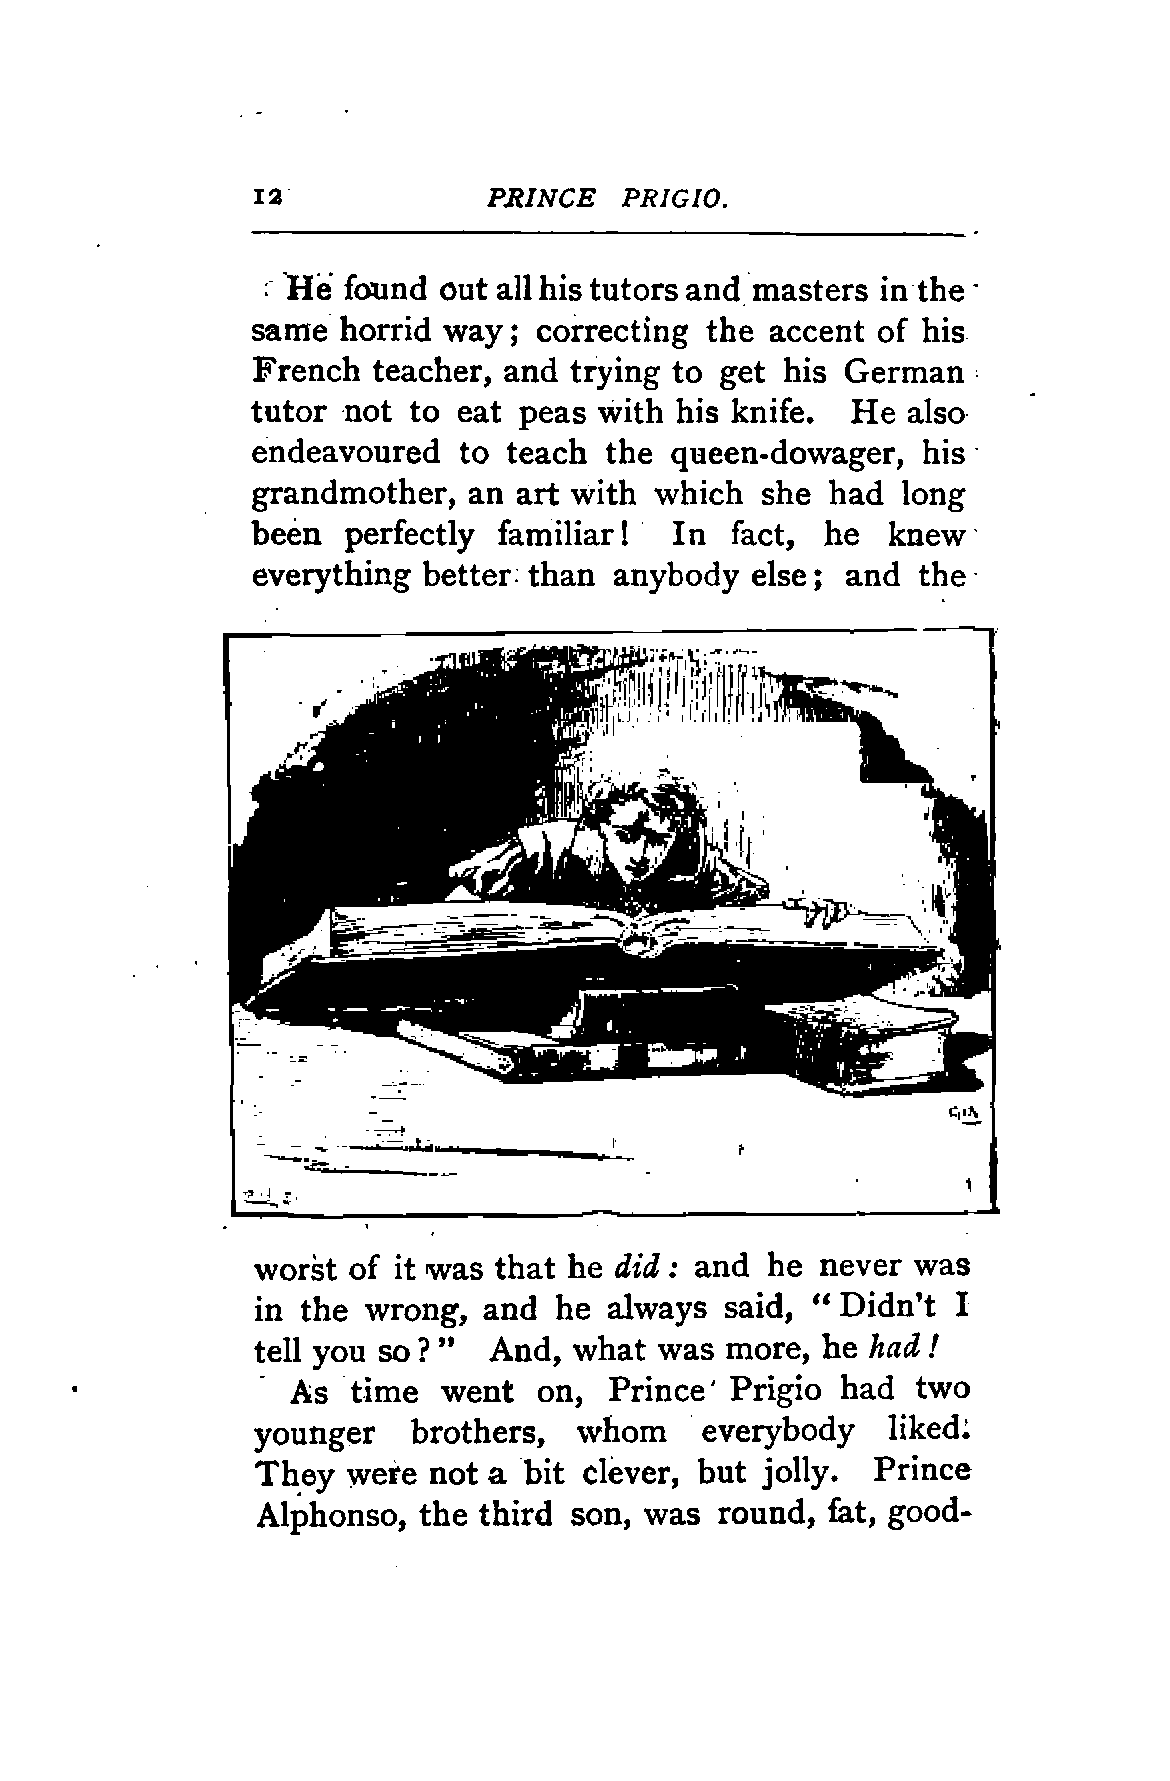 12 PRINCE PRIGIO.
He found out all his tutors and masters in the
same horrid way; correcting the accent of his
French teacher, and trying to get his German
tutor not to eat peas with his knife. He also
endeavoured to teach the queen-dowager, his
grandmother, an art with which she had long
been perfectly familiar! In fact, he knew
everything better than anybody else; and the
worst of it was that he did: and he never was
in the wrong, and he always said, “Didn't I
tell you so?” And, what was more, he had!
As time went on, Prince Prigio had two
younger brothers, whom everybody liked.
They were not a bit clever, but jolly. Prince
Alphonso, the third son, was round, fat, good-